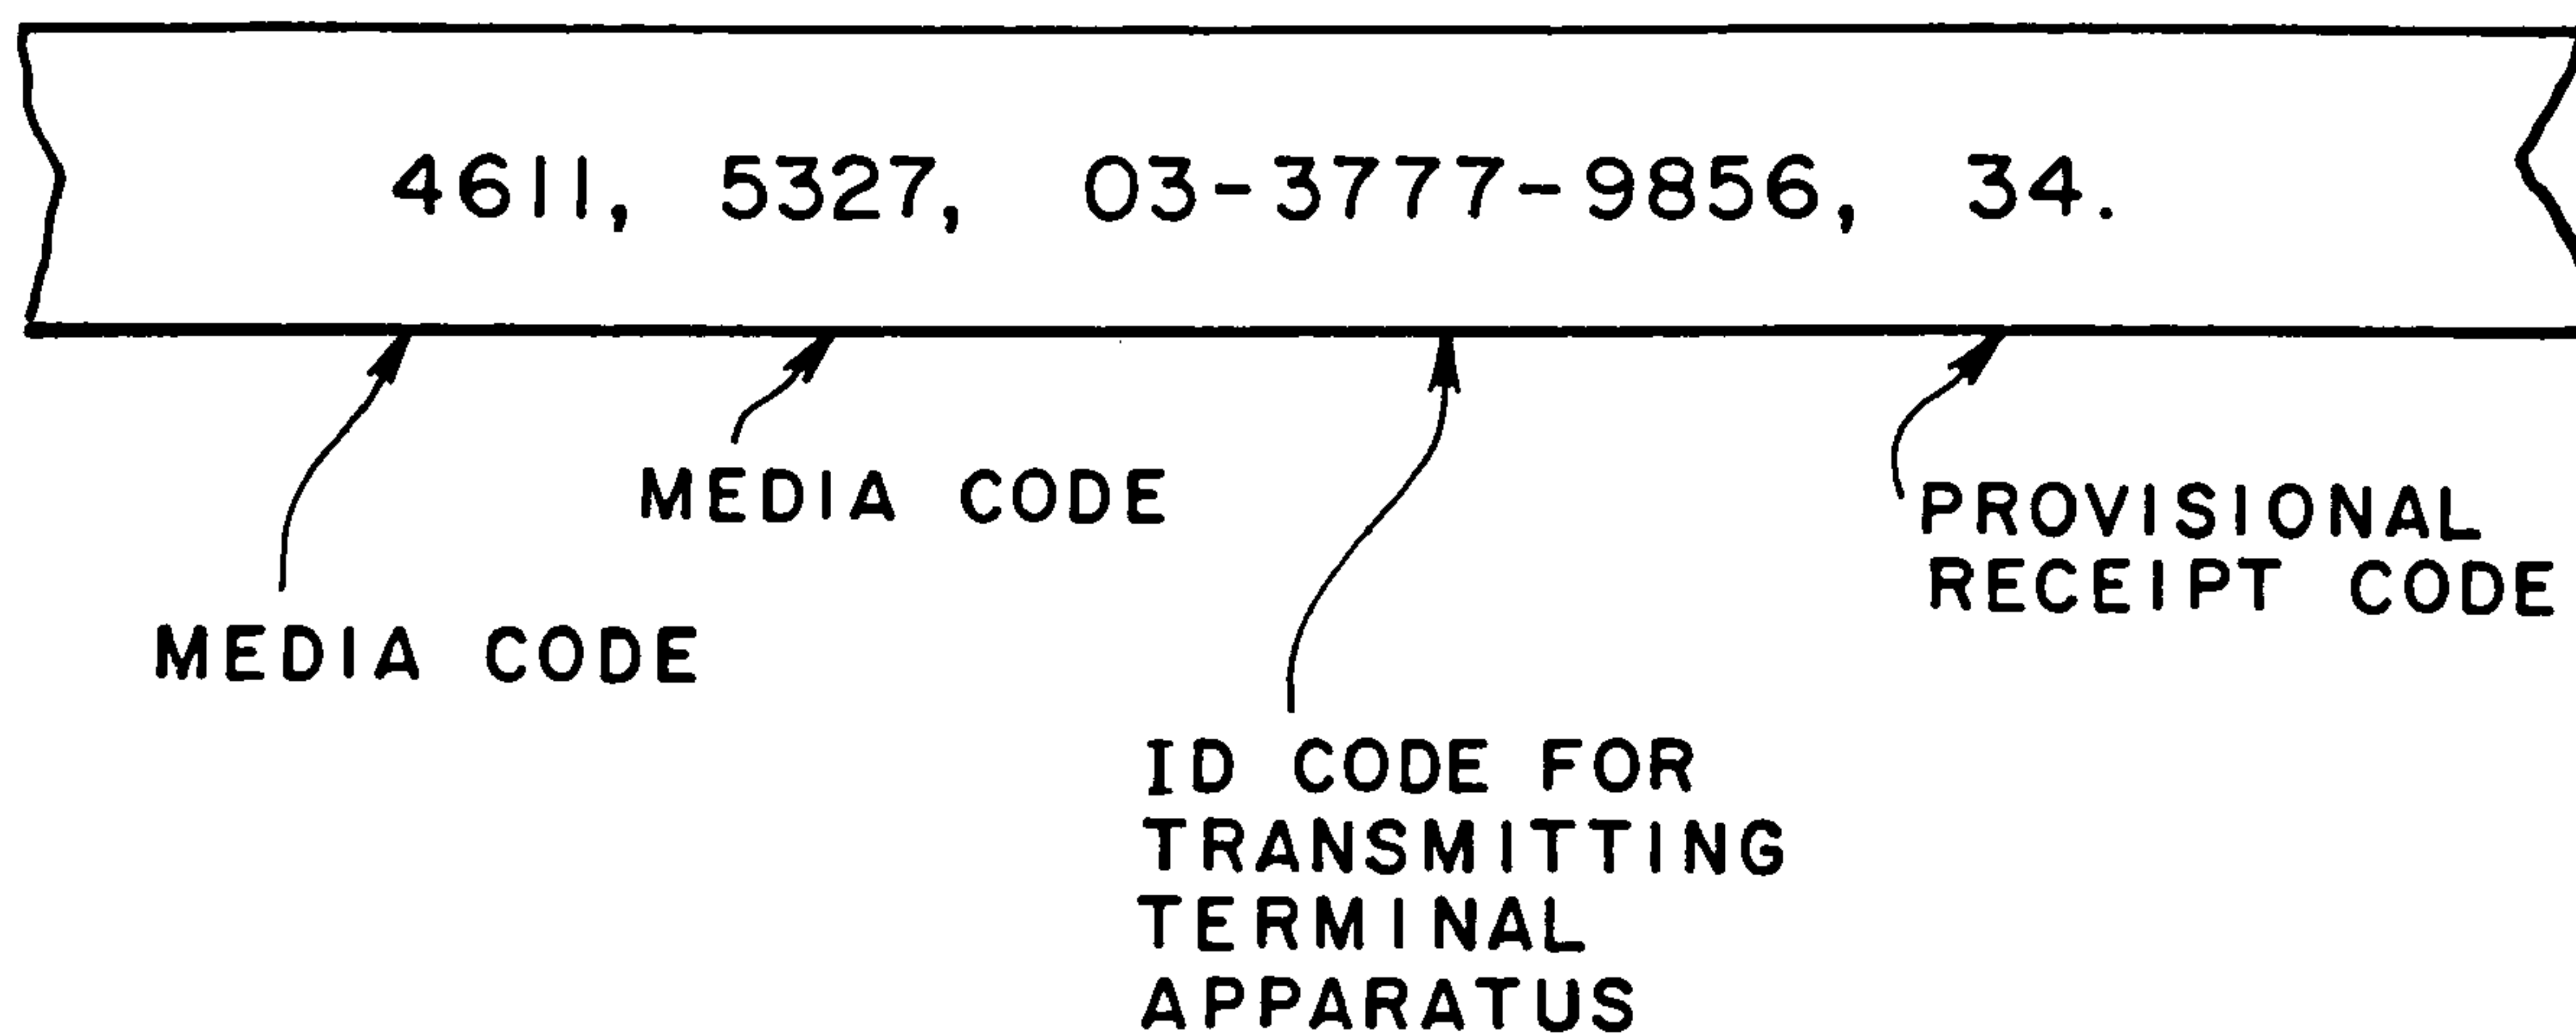 4611, 5327, 03-3777-9856, 34.
MEDIA CODE
MEDIA CODE
ID CODE FOR
TRANSMITTING
TERMINAL
APPARATUS
PROVISIONAL
RECEIPT CODE